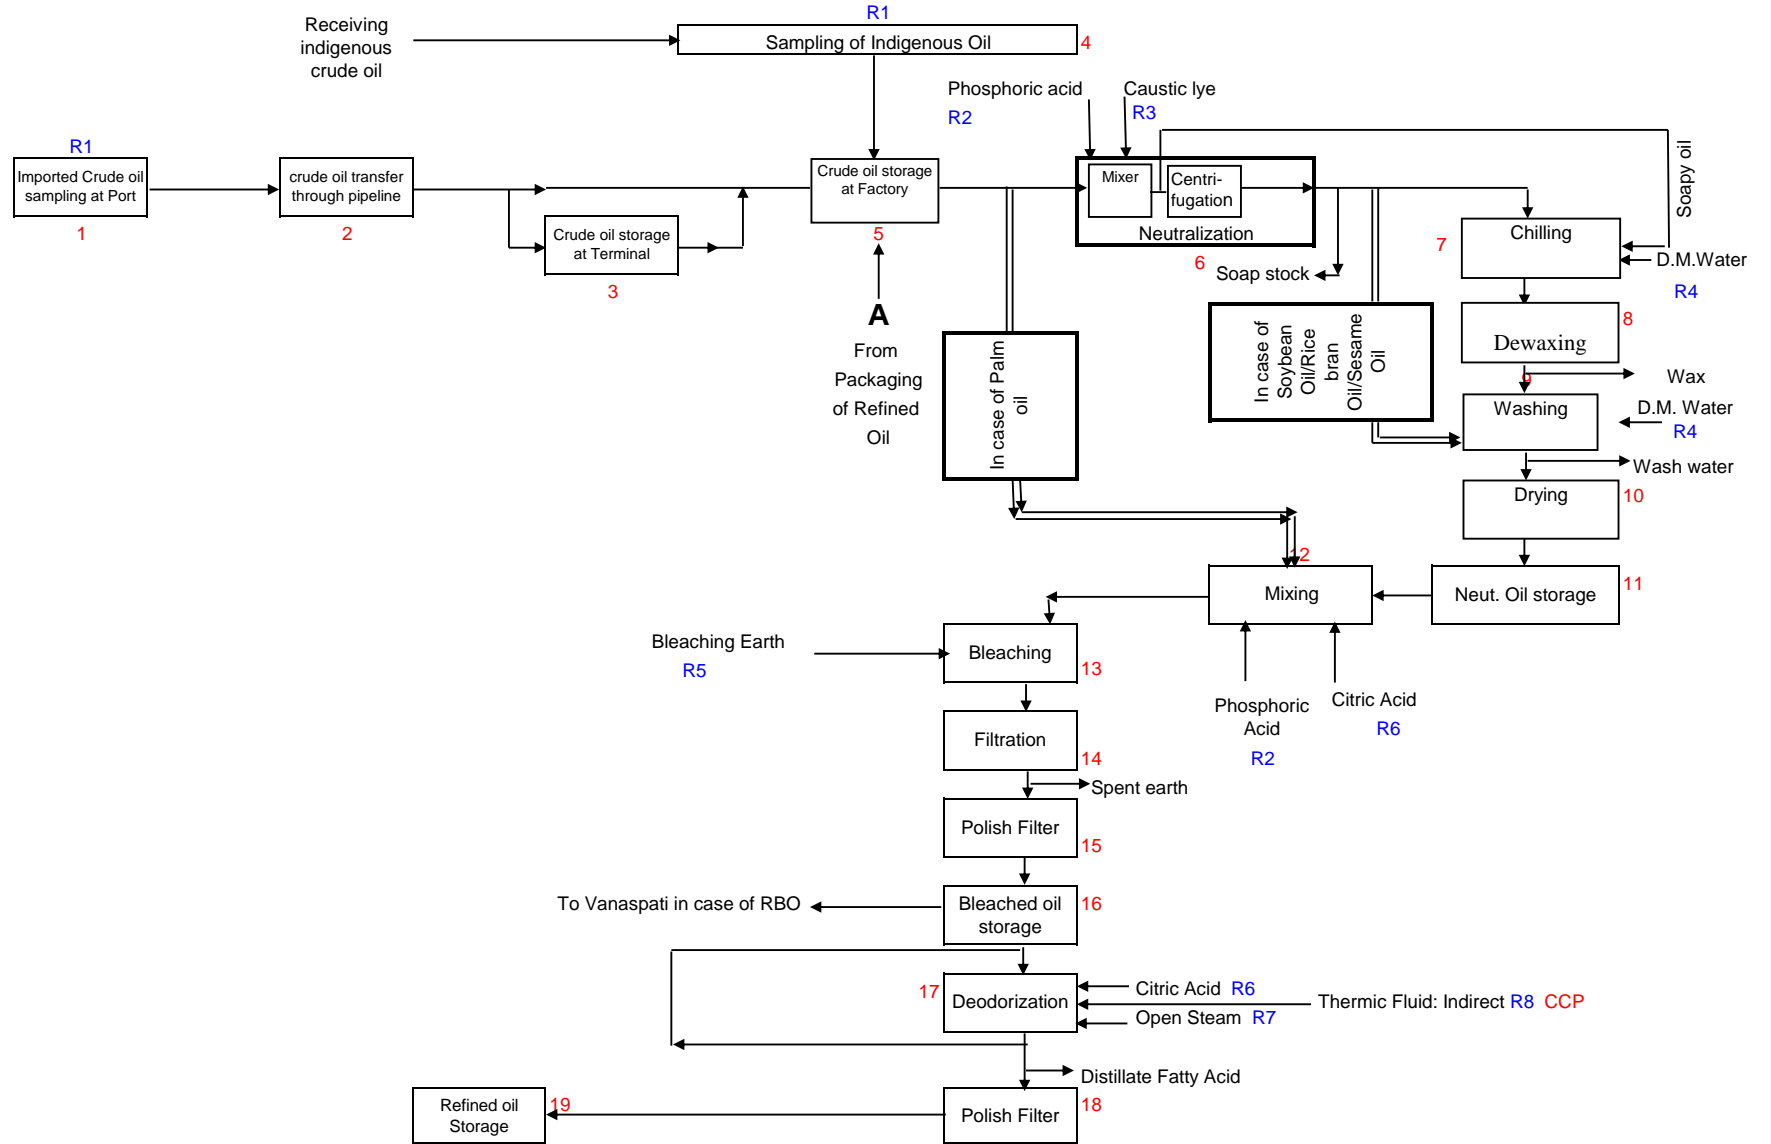 R1
Receiving
indigenous
crude oil
Sampling of Indigenous Oil
4
Phosphoric acid
R2
Caustic lye
R3
R1
Imported Crude oil
sampling at Port
1
crude oil transfer
through pipeline
2
Crude oil storage
at Terminal
3
Crude oil storage
at Factory
5
A
From
Packaging
of Refined
Oil
Mixer
Centri-
fugation
Neutralization
6
Soap stock
Soapy oil
7
Chilling
D.M.Water
R4
8
Dewaxing
9
Wax
Washing
D.M. Water
R4
Wash water
In case of Palm
oil
In case of
Soybean
Oil/Rice
bran
Oil/Sesame
Oil
Drying
10
12
Mixing
Neut. Oil storage
11
Bleaching Earth
R5
Bleaching
13
Phosphoric
Acid
R2
Citric Acid
R6
Filtration
14
Spent earth
Polish Filter
15
To Vanaspati in case of RBO
Bleached oil
storage
16
17
Deodorization
Citric Acid R6
Thermic Fluid: Indirect R8 CCP
Open Steam R7
Distillate Fatty Acid
Refined oil
Storage
19
Polish Filter
18